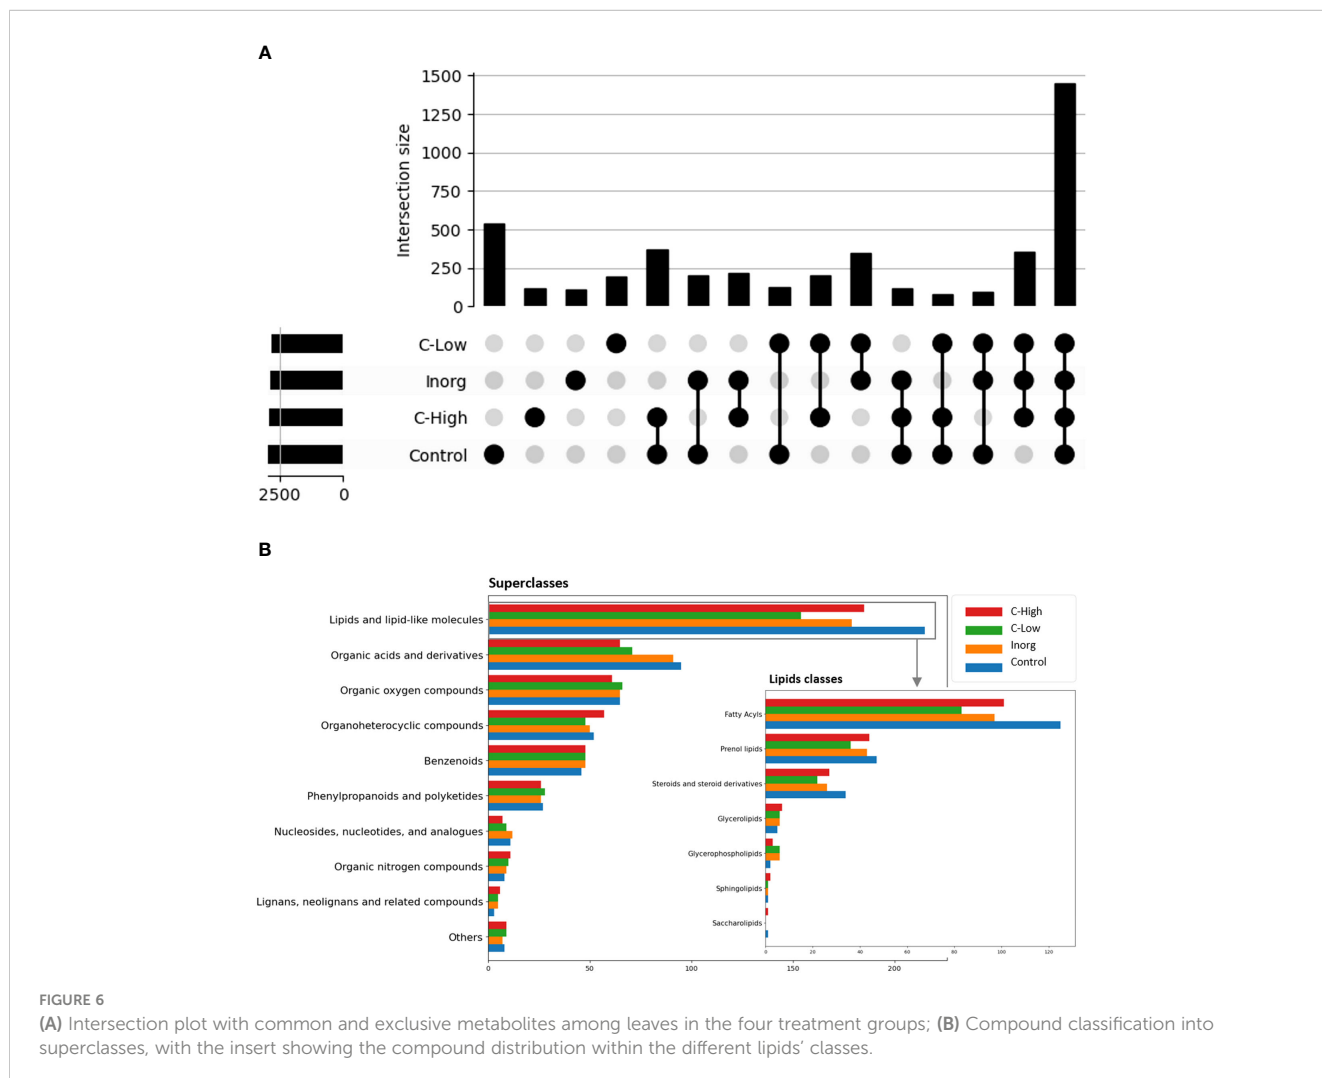 A
1500
1250
1000
750
500
250
0
Intersection size
C-Low
Inorg
C-High
Control
2500 0
B
Superclasses
Lipids and lipid-like molecules
Organic acids and derivatives
Organic oxygen compounds
Organoheterocyclic compounds
Benzenoids
Phenylpropanoids and polyketides
Nucleosides, nucleotides, and analogues
Organic nitrogen compounds
Lignans, neolignans and related compounds
Others
0 50 100 150 200
C-High
C-Low
Inorg
Control
Lipids classes
Fatty Acyls
Prenol lipids
Steroids and steroid derivatives
Glycerolipids
Glycerophospholipids
Sphingolipids
Saccharolipids
0 20 40 60 80 100 120
FIGURE 6
(A) Intersection plot with common and exclusive metabolites among leaves in the four treatment groups; (B) Compound classification into
superclasses, with the insert showing the compound distribution within the different lipids' classes.